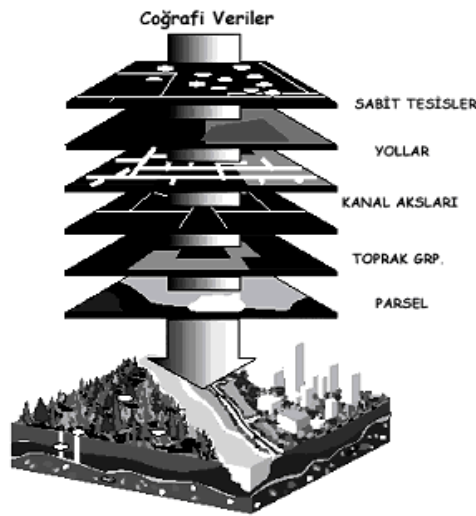 Coğrafi Veriler
SABİT TESİSLER
YOLLAR
KANAL AKSLARI
TOPRAK GRP.
PARSEL